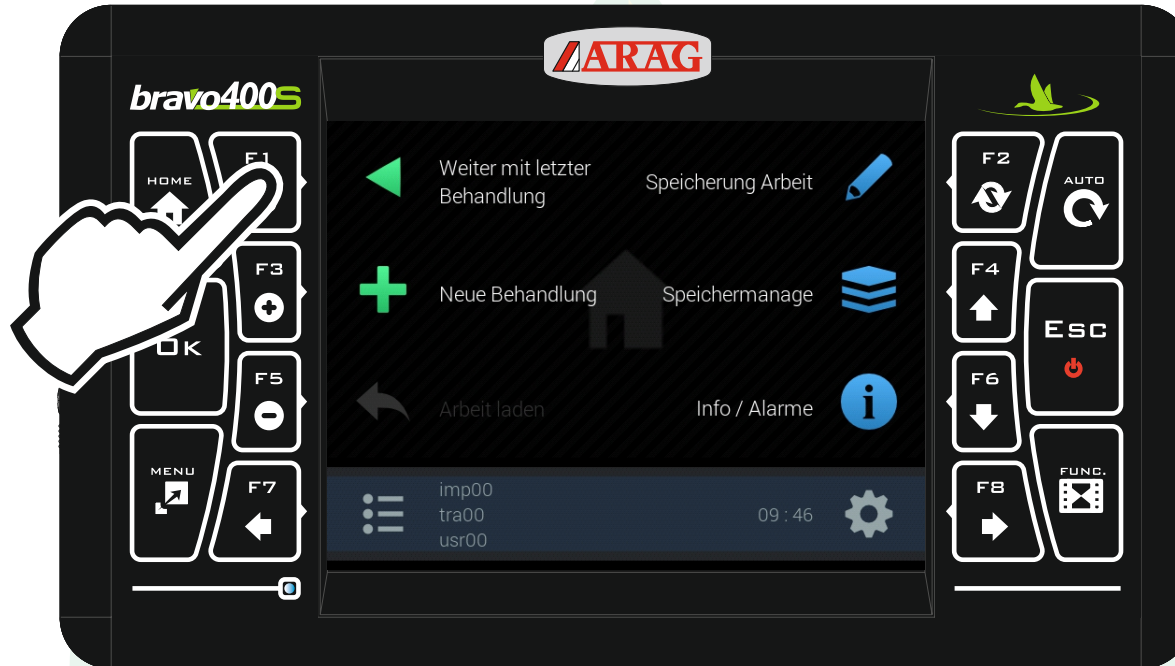 ARAG
bravo400S
HOME
F1
F3
OK
F5
MENU
F7
Weiter mit letzter
Behandlung
Speicherung Arbeit
Neue Behandlung
Speichermanage
Arbeit laden
Info / Alarme
imp00
tra00
usr00
09 : 46
F2
AUTO
F4
ESC
F6
F8
FUNC.